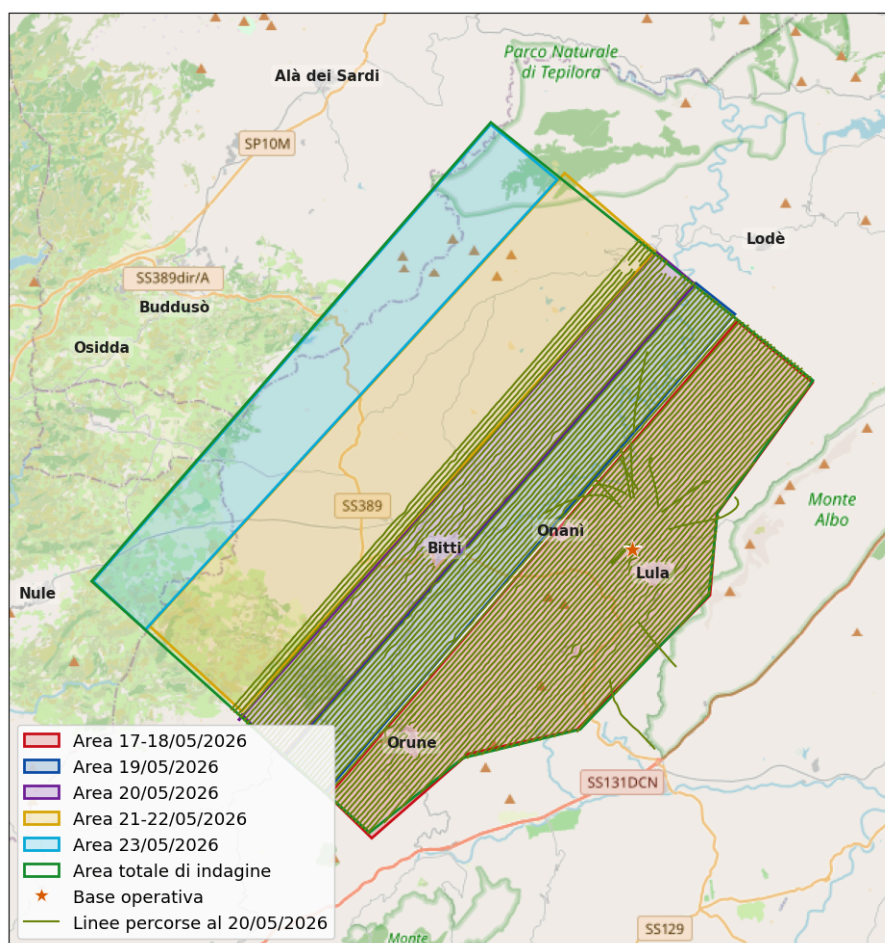 Parco Naturale
di Tepilora
Alà dei Sardi
SP10M
Lodè
SS389dir/A
Buddusò
Osidda
Monte
Albo
SS389
Onanì
Bitti
Lula
Nule
Orune
SS131DCN
SS129
Monte
Area 17-18/05/2026
Area 19/05/2026
Area 20/05/2026
Area 21-22/05/2026
Area 23/05/2026
Area totale di indagine
Base operativa
Linee percorse al 20/05/2026